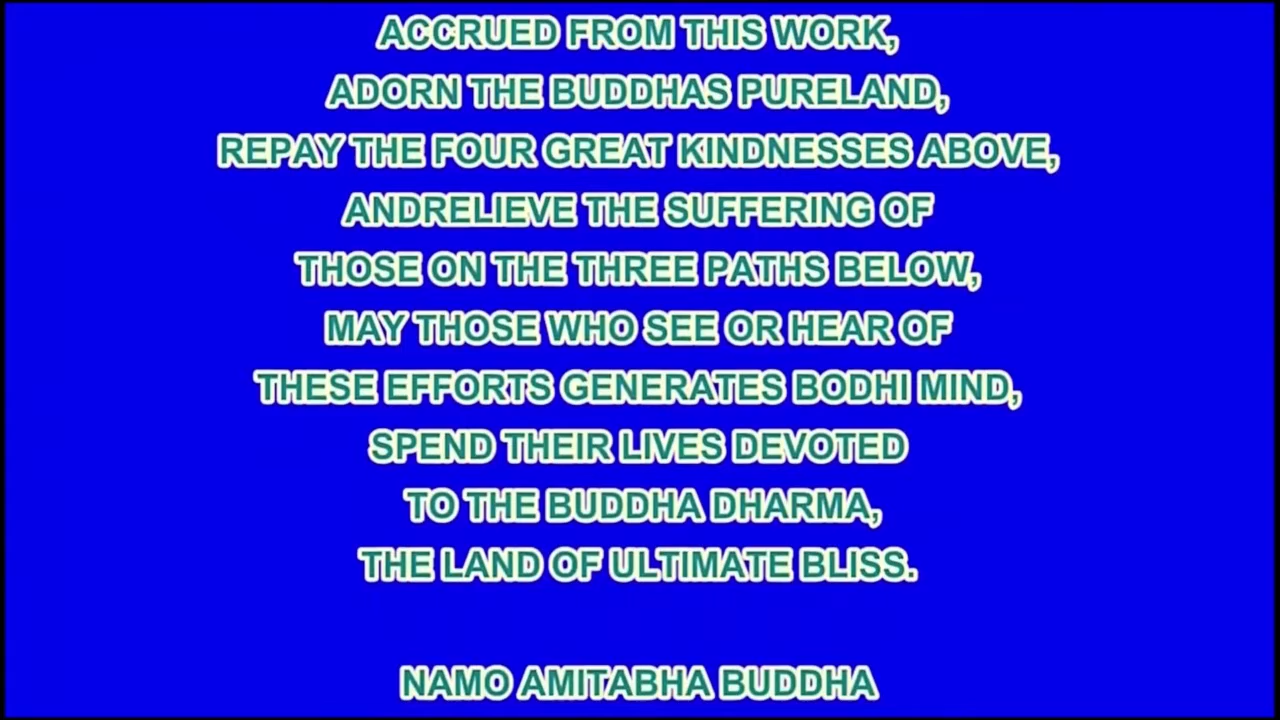 ACCRUED FROM THIS WORK,
ADORN THE BUDDHAS PURELAND,
REPAY THE FOUR GREAT KINDNESSES ABOVE,
ANDRELIEVE THE SUFFERING OF
THOSE ON THE THREE PATHS BELOW,
MAY THOSE WHO SEE OR HEAR OF
THESE EFFORTS GENERATES BODHI MIND,
SPEND THEIR LIVES DEVOTED
TO THE BUDDHA DHARMA,
THE LAND OF ULTIMATE BLISS.
NAMO AMITABHA BUDDHA